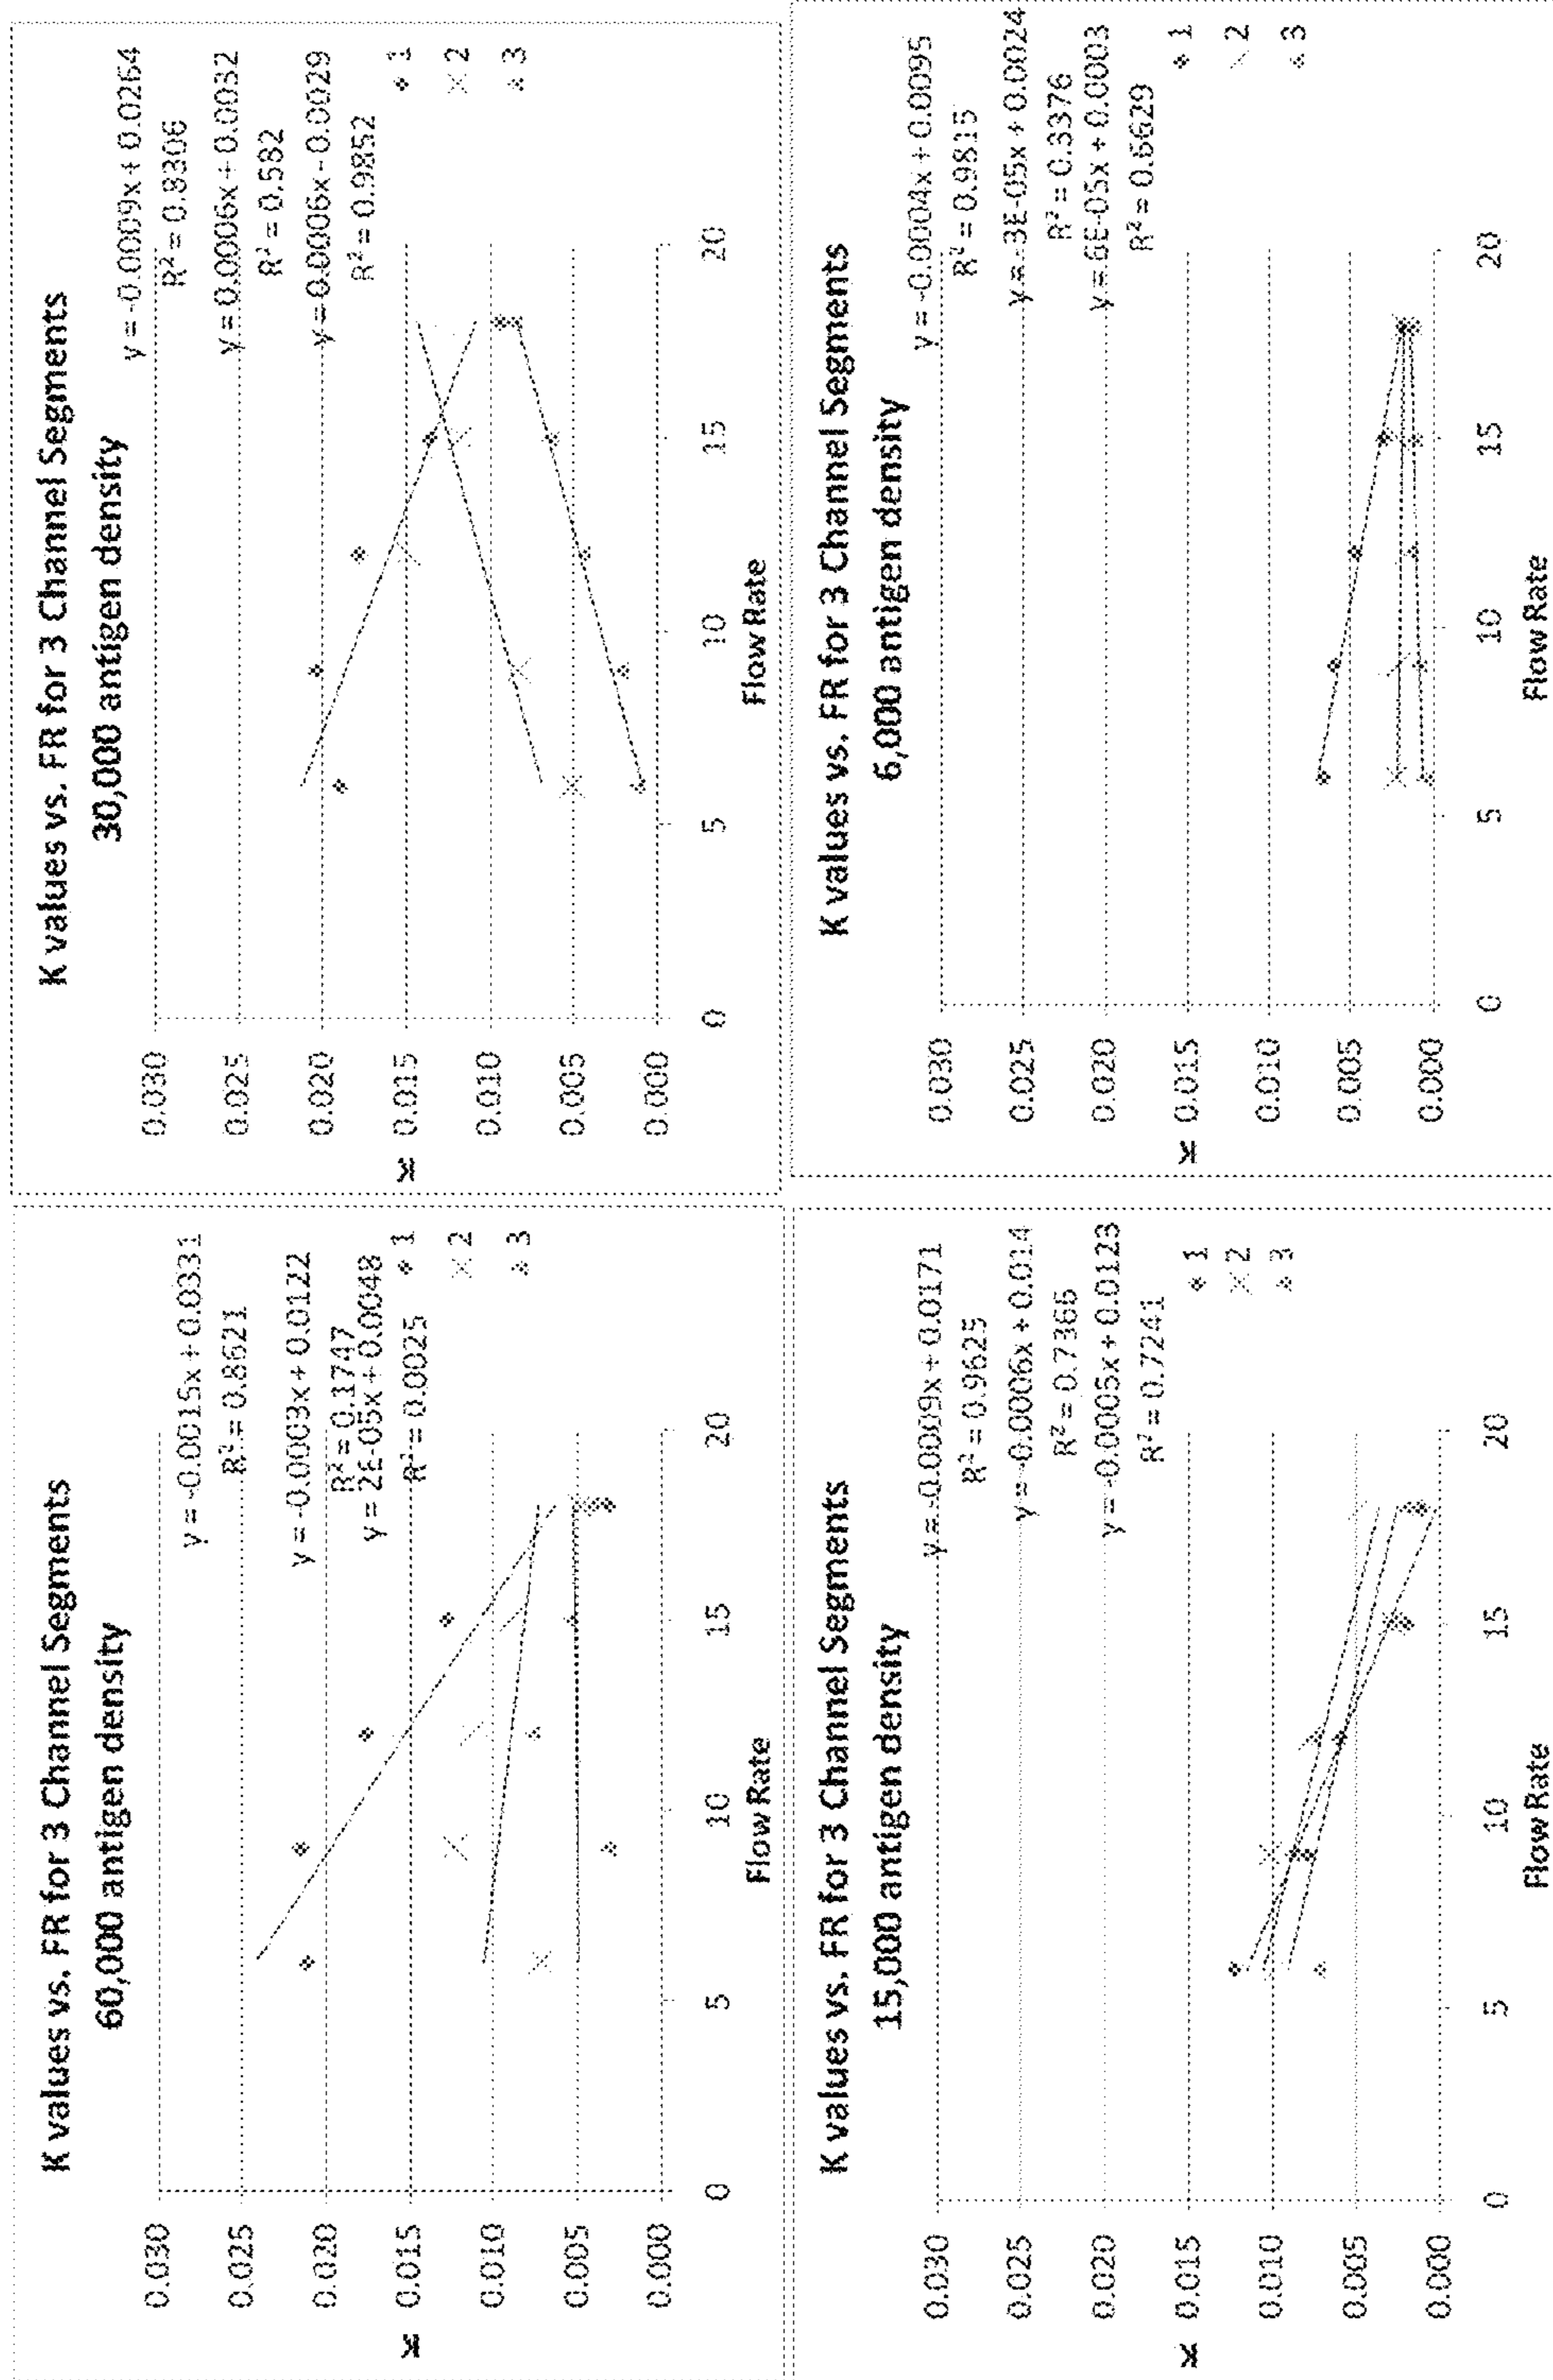 K values vs. FR for 3 Channel Segments
60,000 antigen density
y = -0.0015x + 0.0331
R² = 0.8621
y = -0.0003x + 0.0122
R² = 0.1747
y = 2E-05x + 0.0048
R² = 0.0025
1
2
3
K
0.030
0.025
0.020
0.015
0.010
0.005
0.000
0 5 10 15 20
Flow Rate
K values vs. FR for 3 Channel Segments
30,000 antigen density
y = -0.0009x + 0.0264
R² = 0.8306
y = 0.0006x + 0.0032
R² = 0.582
y = 0.0006x - 0.0029
R² = 0.9852
1
2
3
K
0.030
0.025
0.020
0.015
0.010
0.005
0.000
0 5 10 15 20
Flow Rate
K values vs. FR for 3 Channel Segments
15,000 antigen density
y = -0.0009x + 0.0171
R² = 0.9625
y = -0.0006x + 0.014
R² = 0.7366
y = -0.0005x + 0.0123
R² = 0.7241
1
2
3
K
0.030
0.025
0.020
0.015
0.010
0.005
0.000
0 5 10 15 20
Flow Rate
K values vs. FR for 3 Channel Segments
6,000 antigen density
y = -0.0004x + 0.0095
R² = 0.9815
y = -3E-05x + 0.0024
R² = 0.3376
y = 6E-05x + 0.0003
R² = 0.6629
1
2
3
K
0.030
0.025
0.020
0.015
0.010
0.005
0.000
0 5 10 15 20
Flow Rate